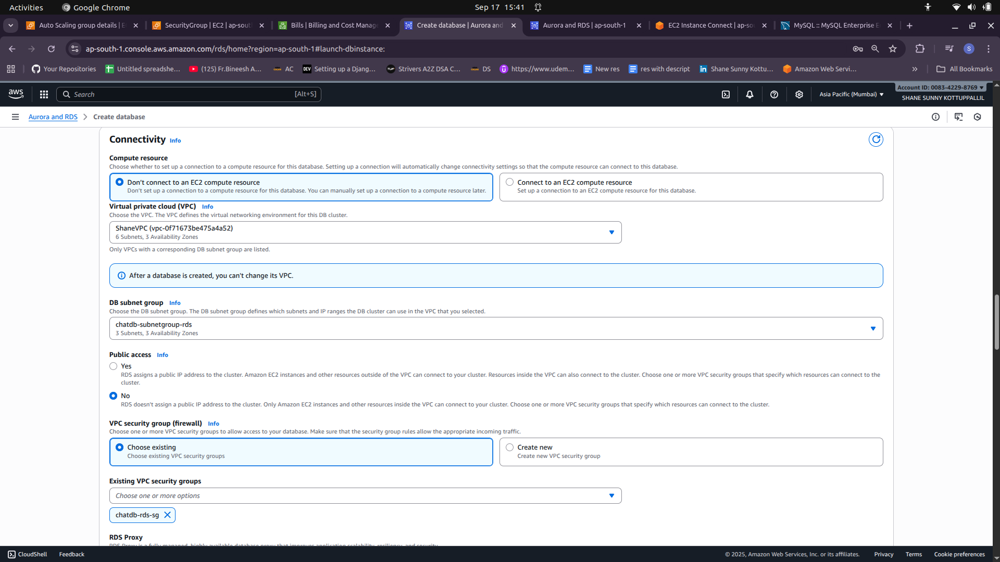 Activities
Google Chrome
Sep 17 15:41
Auto Scaling group details | E
SecurityGroup | EC2 | ap-sout
Bills | Billing and Cost Manage
Create database | Aurora and
Aurora and RDS | ap-south-1
EC2 Instance Connect | ap-so
MySQL :: MySQL Enterprise E
ap-south-1.console.aws.amazon.com/rds/home?region=ap-south-1#launch-dbinstance:
S
Your Repositories
Untitled spreadshe...
(125) Fr.Bineesh A...
AC
DEV
Setting up a Djang...
TUF
Strivers A2Z DSA C...
DS
https://www.udem...
New res
res with descript
Shane Sunny Kottu...
Amazon Web Servi...
»
All Bookmarks
aws
Search
[Alt+S]
Asia Pacific (Mumbai)
Account ID: 0083-4229-8769
SHANE SUNNY KOTTUPPALLIL
Aurora and RDS
Create database
Connectivity Info
Compute resource
Choose whether to set up a connection to a compute resource for this database. Setting up a connection will automatically change connectivity settings so that the compute resource can connect to this database.
Don't connect to an EC2 compute resource
Don't set up a connection to a compute resource for this database. You can manually set up a connection to a compute resource later.
Connect to an EC2 compute resource
Set up a connection to an EC2 compute resource for this database.
Virtual private cloud (VPC) Info
Choose the VPC. The VPC defines the virtual networking environment for this DB cluster.
ShaneVPC (vpc-0f71673be475a4a52)
6 Subnets, 3 Availability Zones
Only VPCs with a corresponding DB subnet group are listed.
After a database is created, you can't change its VPC.
DB subnet group Info
Choose the DB subnet group. The DB subnet group defines which subnets and IP ranges the DB cluster can use in the VPC that you selected.
chatdb-subnetgroup-rds
3 Subnets, 3 Availability Zones
Public access Info
Yes
RDS assigns a public IP address to the cluster. Amazon EC2 instances and other resources outside of the VPC can connect to your cluster. Resources inside the VPC can also connect to the cluster. Choose one or more VPC security groups that specify which resources can connect to the
cluster.
No
RDS doesn't assign a public IP address to the cluster. Only Amazon EC2 instances and other resources inside the VPC can connect to your cluster. Choose one or more VPC security groups that specify which resources can connect to the cluster.
VPC security group (firewall) Info
Choose one or more VPC security groups to allow access to your database. Make sure that the security group rules allow the appropriate incoming traffic.
Choose existing
Choose existing VPC security groups
Create new
Create new VPC security group
Existing VPC security groups
Choose one or more options
chatdb-rds-sg
RDS Proxy
RDS Proxy is a fully managed, highly available database proxy that improves application scalability, resiliency, and security.
CloudShell
Feedback
© 2025, Amazon Web Services, Inc. or its affiliates.
Privacy
Terms
Cookie preferences